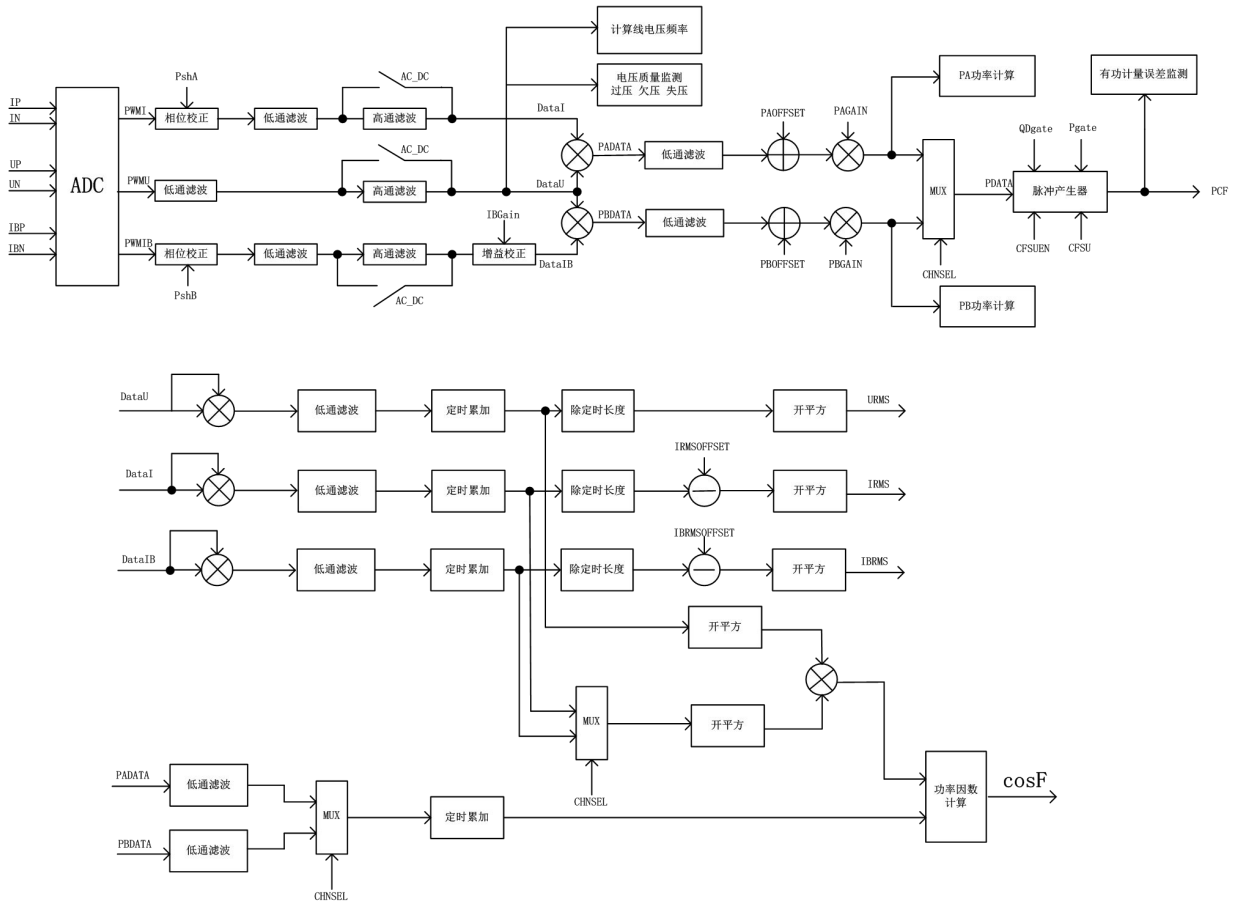 计算线电压频率
PshA
AC_DC
电压质量监测
过压 欠压 失压
PA功率计算
有功计量误差监测
IP
IN
PWMI
相位校正
低通滤波
高通滤波
DataI
PAOFFSET
PAGAIN
QDgate
Pgate
UP
UN
ADC
PWMU
低通滤波
AC_DC
高通滤波
DataU
PADATA
低通滤波
MUX
PDATA
脉冲产生器
PCF
IBP
IBN
PWMIB
相位校正
低通滤波
高通滤波
IBGain
增益校正
DataIB
PBDATA
低通滤波
PBOFFSET
PBGAIN
CHNSEL
CFSUEN
CFSU
PshB
AC_DC
PB功率计算
DataU
低通滤波
定时累加
除定时长度
开平方
URMS
DataI
低通滤波
定时累加
除定时长度
IRMSOFFSET
开平方
IRMS
DataIB
低通滤波
定时累加
除定时长度
IBRMSOFFSET
开平方
IBRMS
开平方
MUX
开平方
CHNSEL
PADATA
低通滤波
PBDATA
低通滤波
MUX
CHNSEL
定时累加
功率因数
计算
cosF